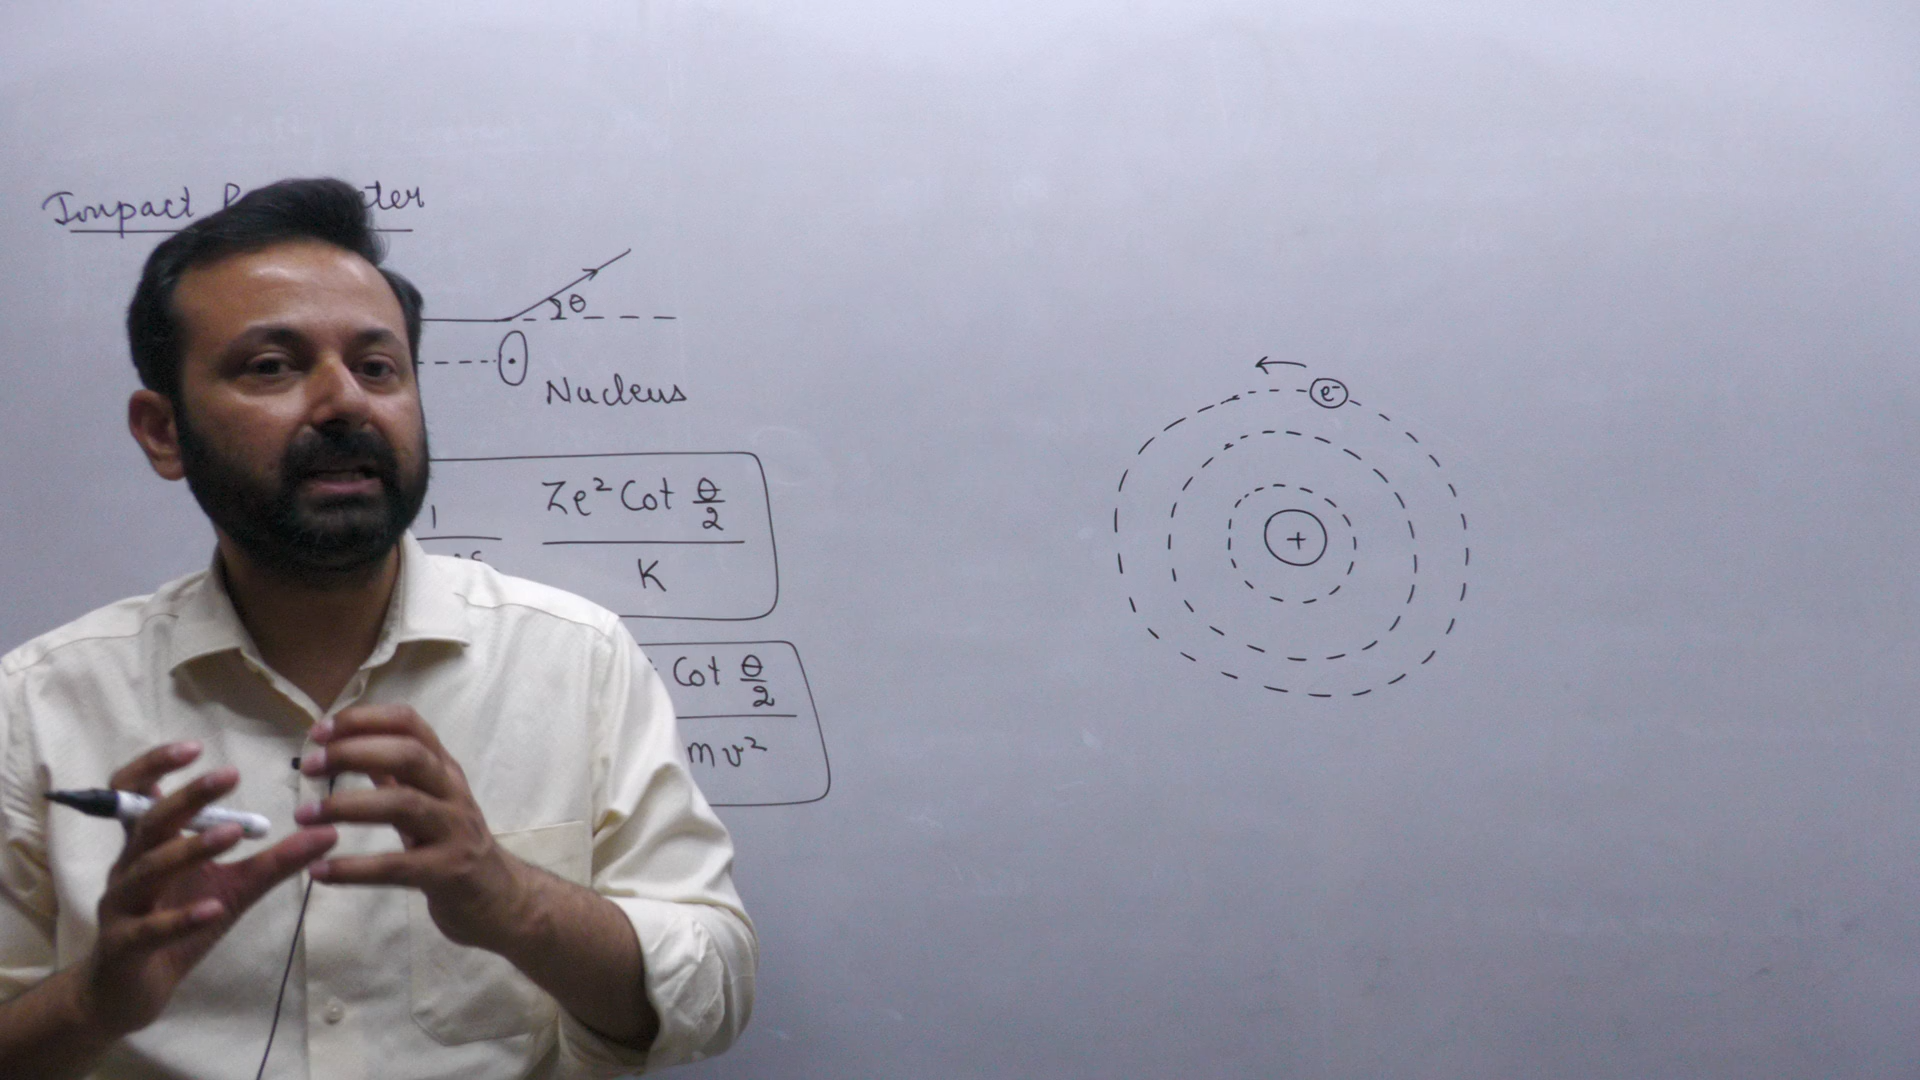 Impact
θ
Nucleus
1 Ze² Cot θ/2
K
Cot θ/2
mv²
e⁻
+